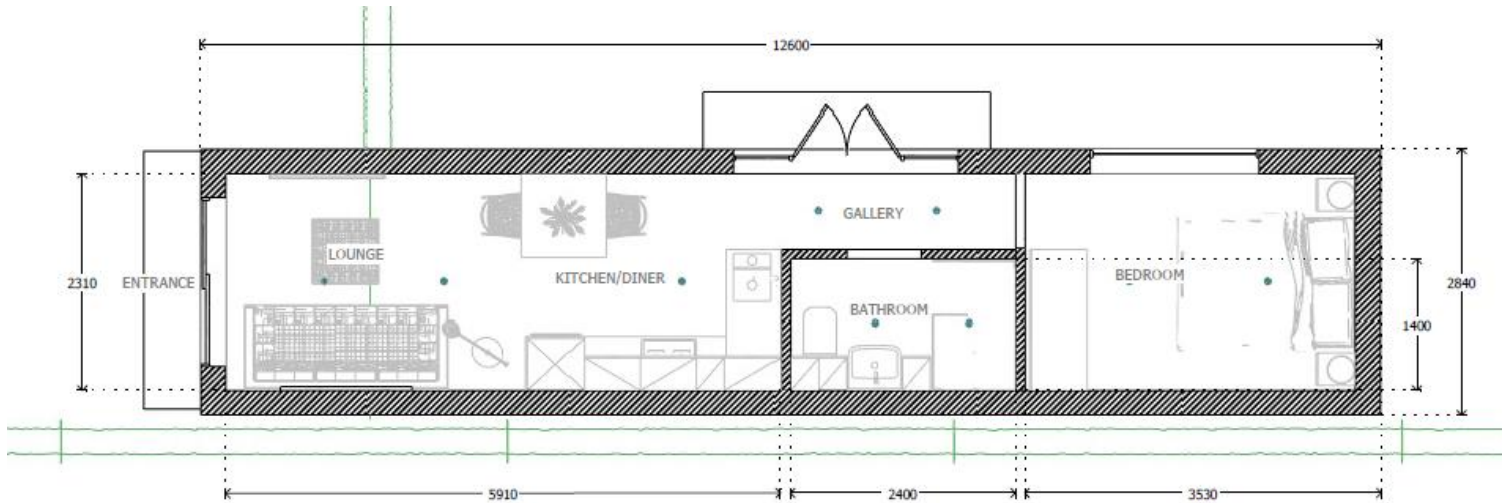 12600
GALLERY
LOUNGE
2310
ENTRANCE
KITCHEN/DINER
BEDROOM
2840
BATHROOM
1400
5910
2400
3530